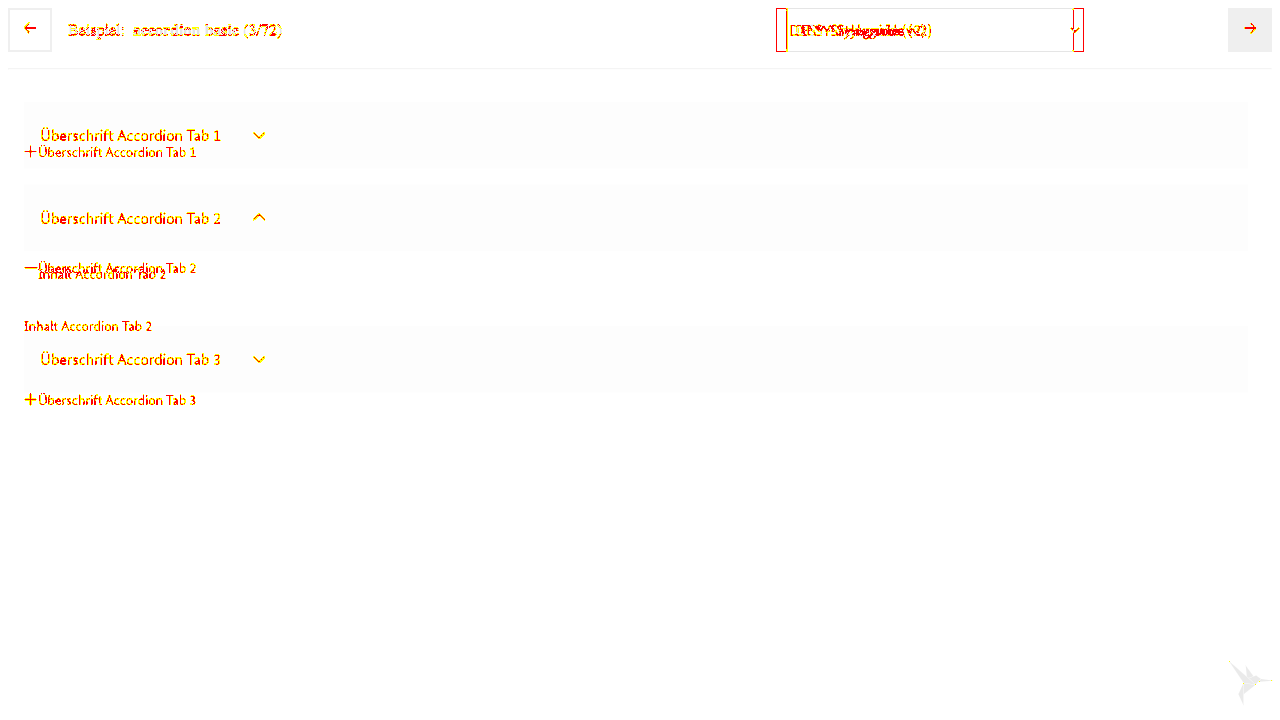 Beispiel: accordion basic (3/72)
Überschrift Accordion Tab 1
Überschrift Accordion Tab 1
Überschrift Accordion Tab 2
Überschrift Accordion Tab 2
Inhalt Accordion Tab 2
Inhalt Accordion Tab 2
Überschrift Accordion Tab 3
Überschrift Accordion Tab 3